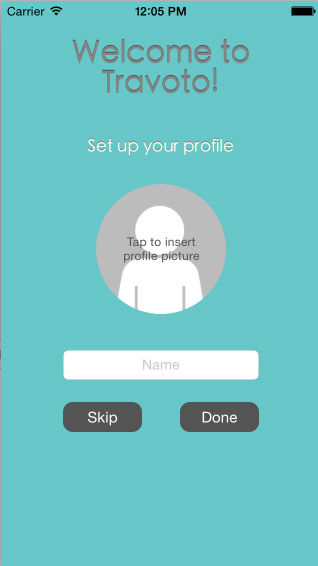 Carrier 12:05 PM
Welcome to
Travoto!
Set up your profile
Tap to insert
profile picture
Name
Skip Done